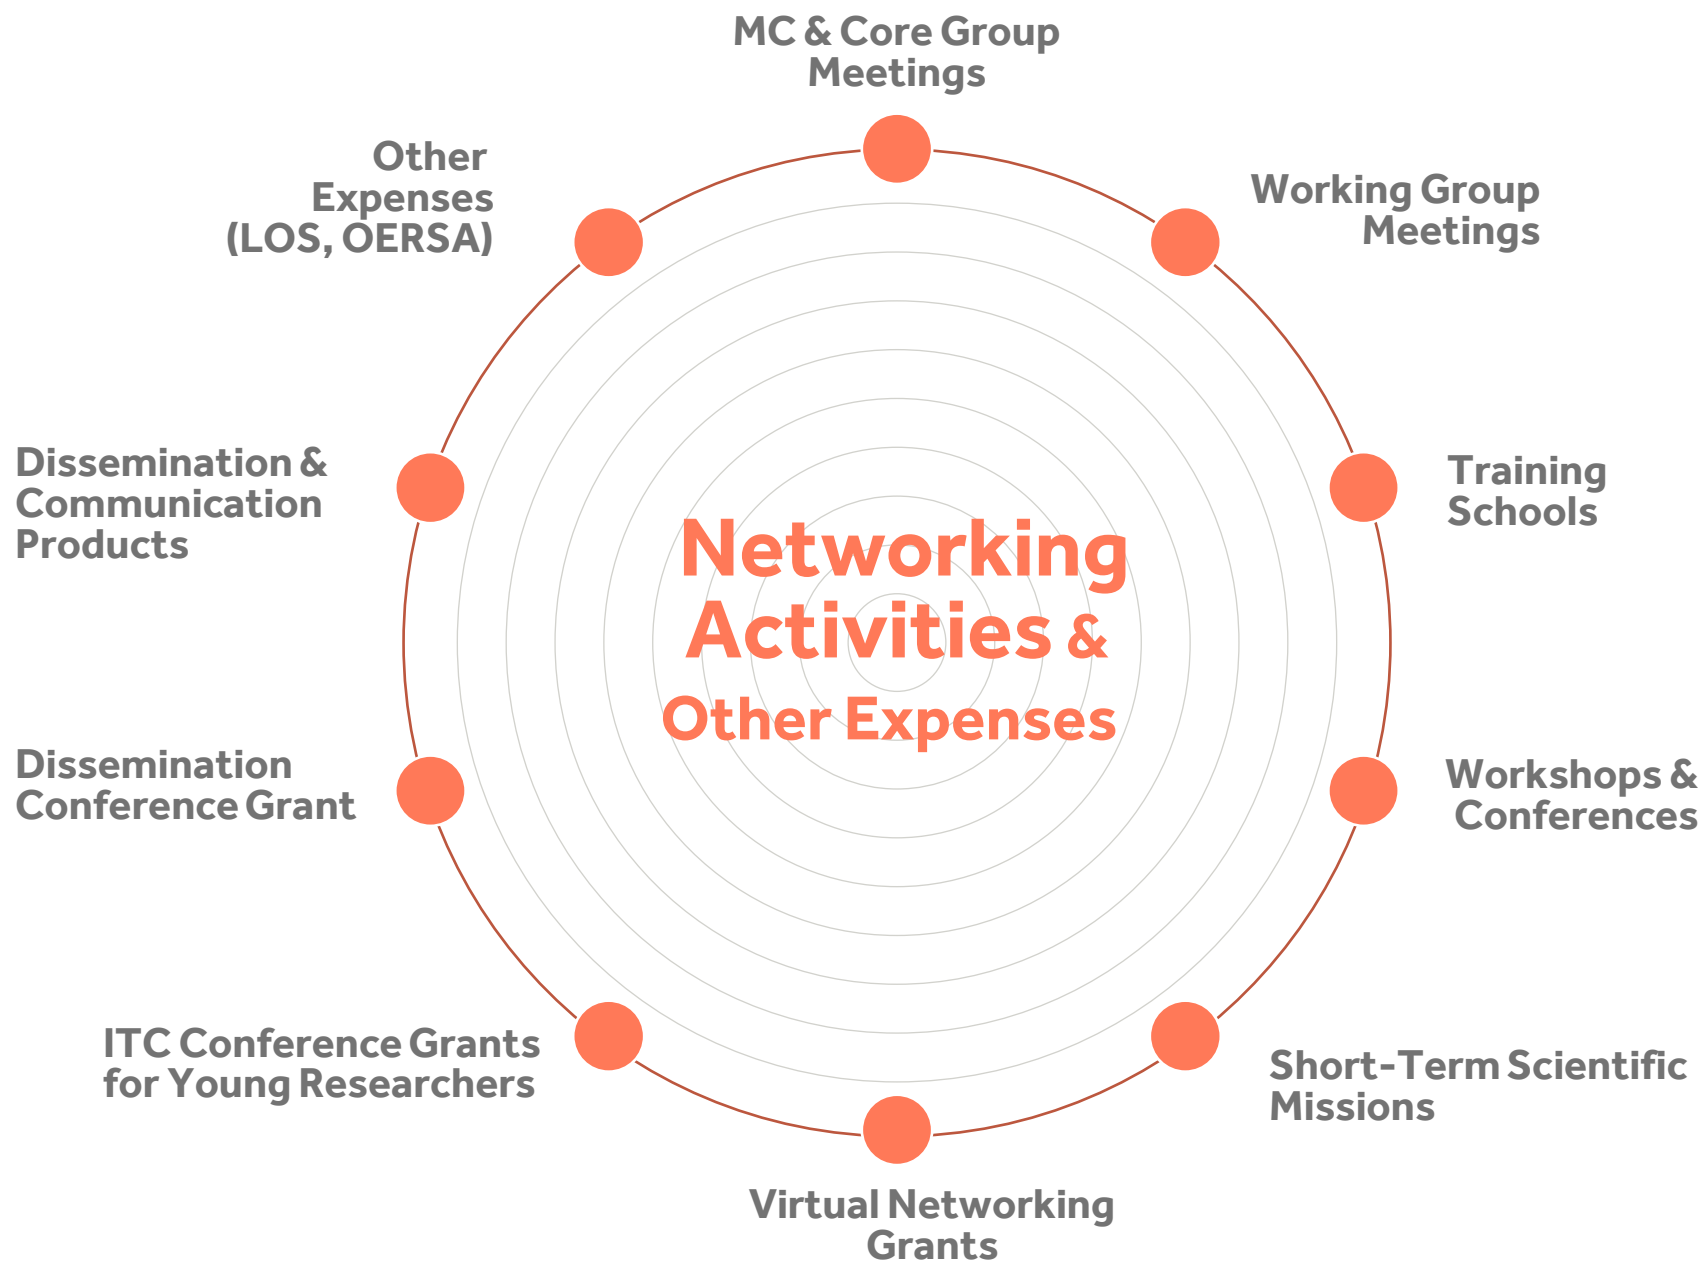 MC & Core Group
Meetings
Working Group
Meetings
Training
Schools
Workshops &
Conferences
Short-Term Scientific
Missions
Virtual Networking
Grants
ITC Conference Grants
for Young Researchers
Dissemination
Conference Grant
Dissemination &
Communication
Products
Other
Expenses
(LOS, OERSA)
Networking
Activities &
Other Expenses